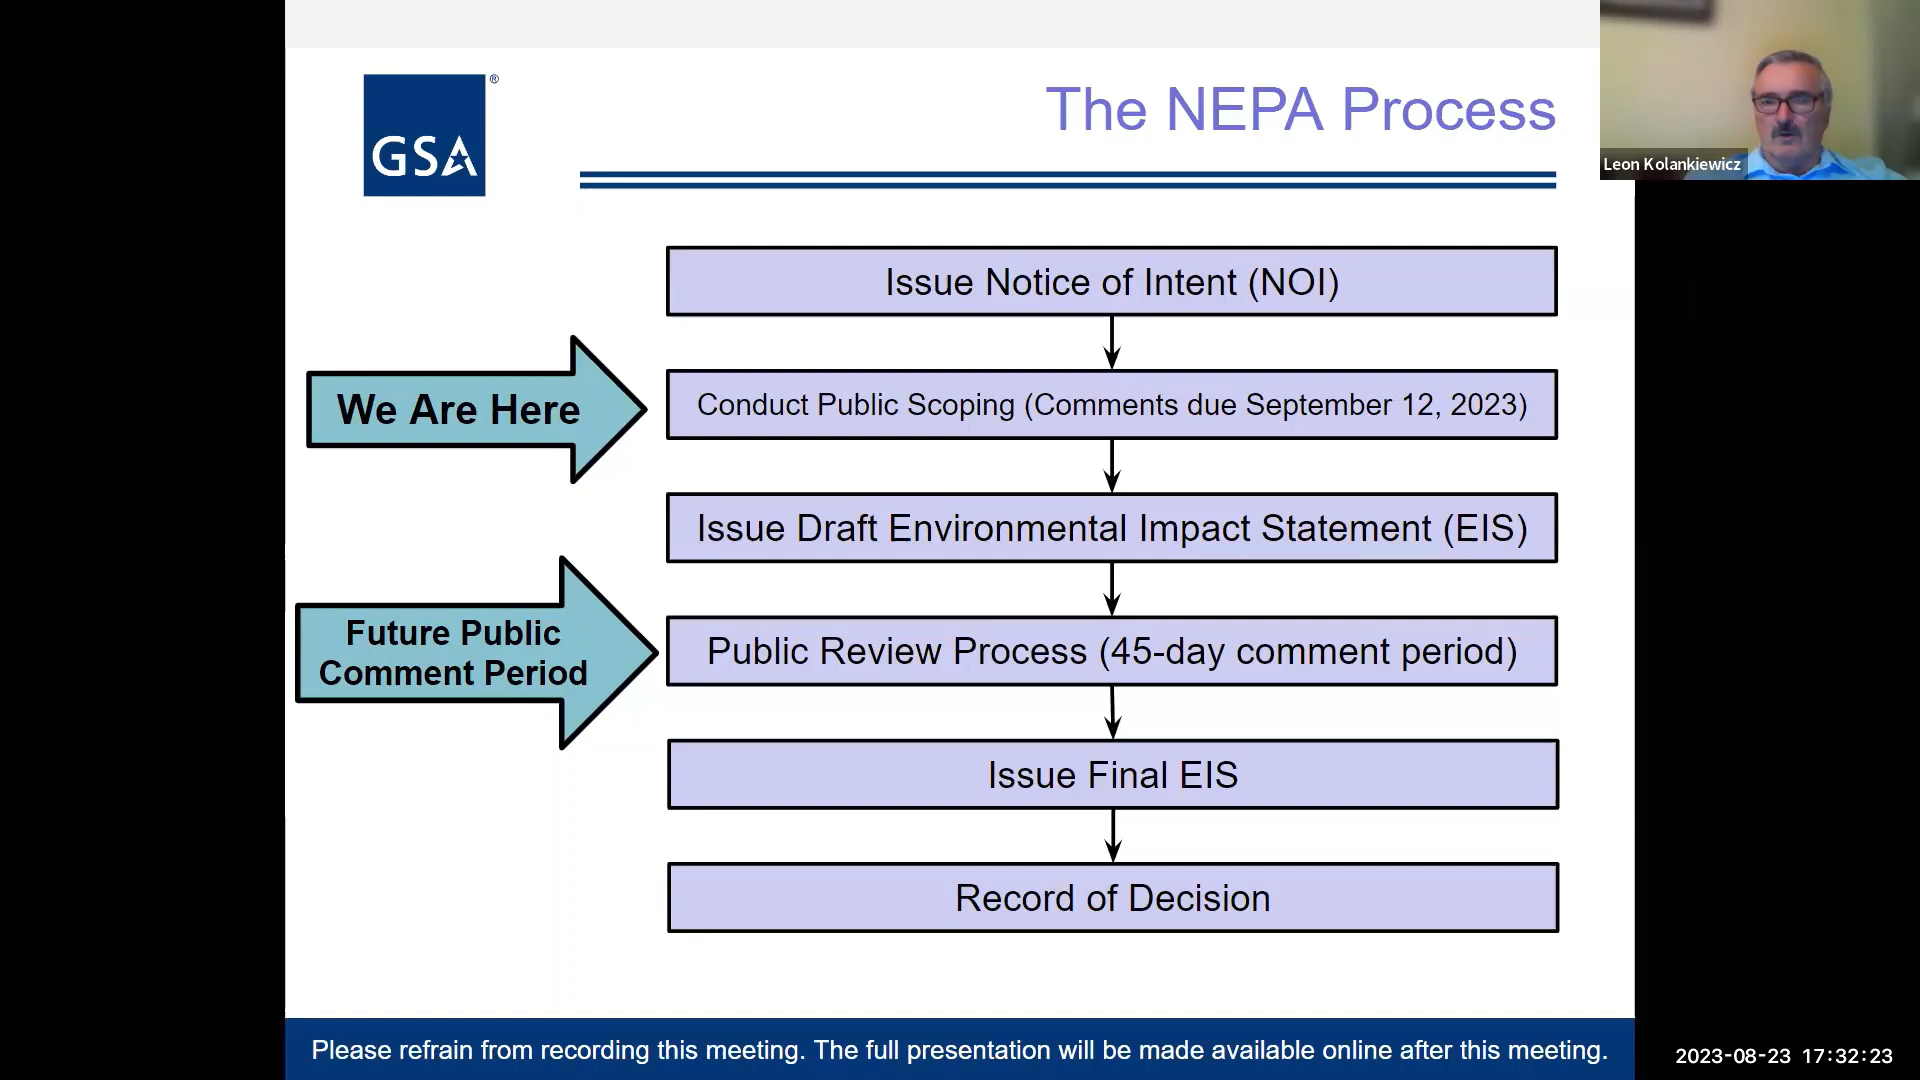 GSA
®
The NEPA Process
Leon Kolankiewicz
Issue Notice of Intent (NOI)
We Are Here
Conduct Public Scoping (Comments due September 12, 2023)
Issue Draft Environmental Impact Statement (EIS)
Future Public
Comment Period
Public Review Process (45-day comment period)
Issue Final EIS
Record of Decision
Please refrain from recording this meeting. The full presentation will be made available online after this meeting.
2023-08-23 17:32:23